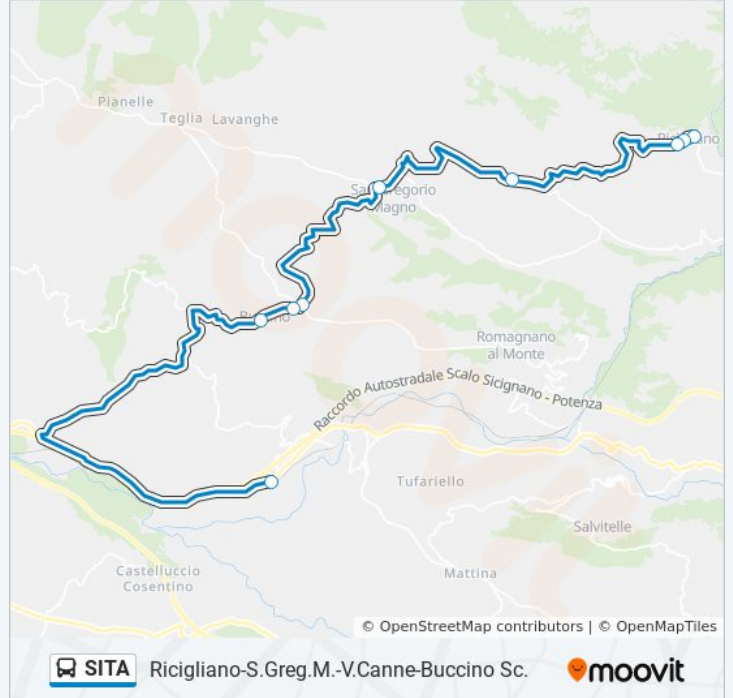 Pianelle
Teglia
Lavanghe
San Gregorio
Magno
Romagnano
al Monte
Raccordo Autostradale Scalo Sicignano - Potenza
Tufariello
Salvitelle
Castelluccio
Cosentino
Mattina
© OpenStreetMap contributors | © OpenMapTiles
SITA
Ricigliano-S.Greg.M.-V.Canne-Buccino Sc.
moovit